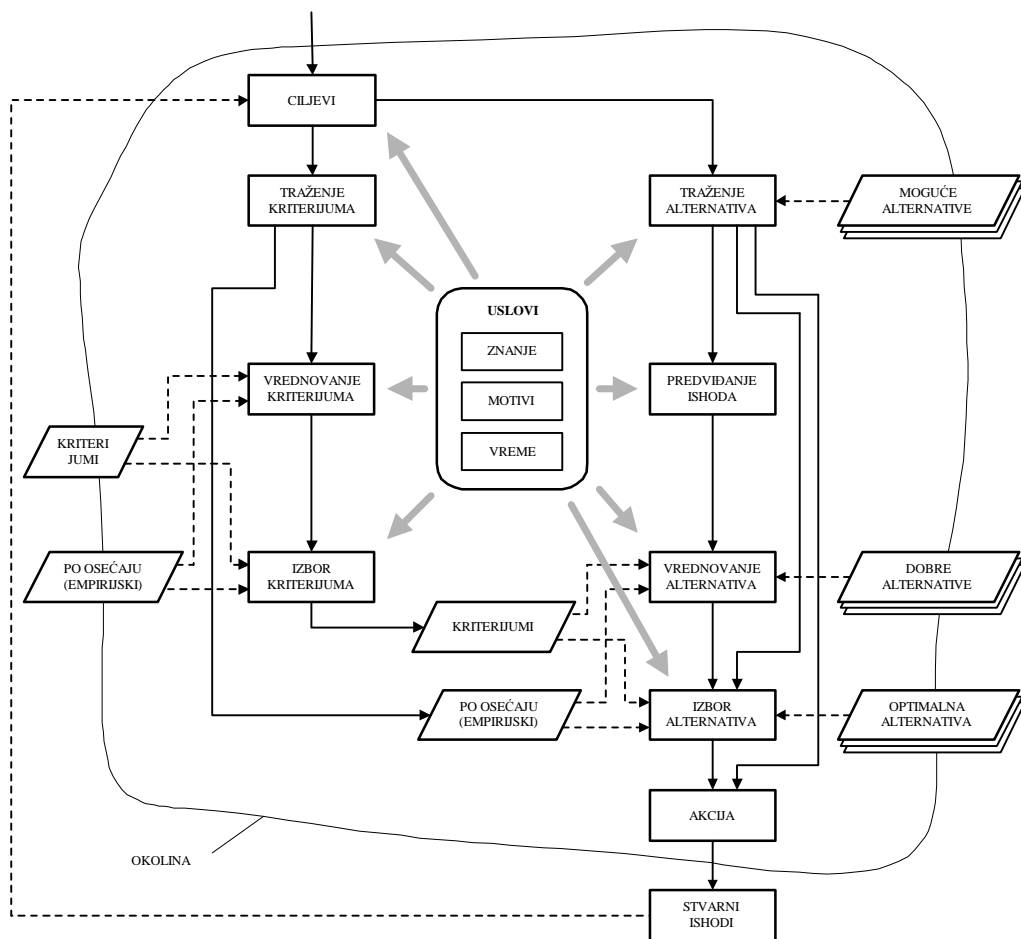 CILJEVI
TRAŽENJE
KRITERIJUMA
TRAŽENJE
ALTERNATIVA
MOGUĆE
ALTERNATIVE
USLOVI
ZNANJE
MOTIVI
VREME
VREDNOVANJE
KRITERIJUMA
PREDVIĐANJE
ISHODA
KRITERI
JUMI
PO OSEĆAJU
(EMPIRIJSKI)
IZBOR
KRITERIJUMA
VREDNOVANJE
ALTERNATIVA
DOBRE
ALTERNATIVE
KRITERIJUMI
PO OSEĆAJU
(EMPIRIJSKI)
IZBOR
ALTERNATIVA
OPTIMALNA
ALTERNATIVA
AKCIJA
OKOLINA
STVARNI
ISHODI